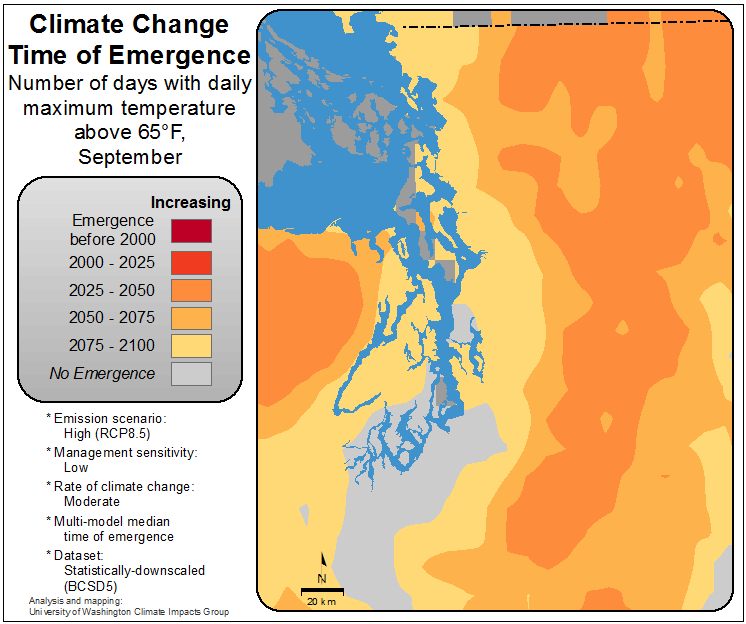 Climate Change
Time of Emergence
Number of days with daily
maximum temperature
above 65°F,
September
Increasing
Emergence
before 2000
2000 - 2025
2025 - 2050
2050 - 2075
2075 - 2100
No Emergence
* Emission scenario:
High (RCP8.5)
* Management sensitivity:
Low
* Rate of climate change:
Moderate
* Multi-model median
time of emergence
* Dataset:
Statistically-downscaled
(BCSD5)
Analysis and mapping:
University of Washington Climate Impacts Group
N
20 km